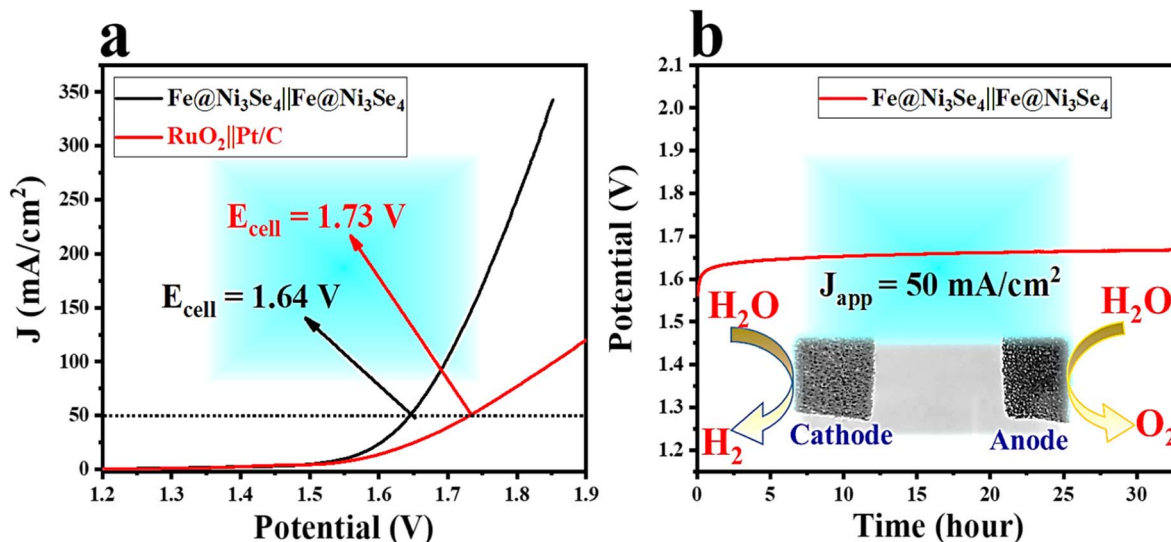 a
Fe@Ni₃Se₄||Fe@Ni₃Se₄
RuO₂||Pt/C
E_cell = 1.73 V
E_cell = 1.64 V
J (mA/cm²)
350
300
250
200
150
100
50
0
1.2 1.3 1.4 1.5 1.6 1.7 1.8 1.9
Potential (V)
b
Fe@Ni₃Se₄||Fe@Ni₃Se₄
Potential (V)
2.1
2.0
1.9
1.8
1.7
1.6
1.5
1.4
1.3
1.2
J_app = 50 mA/cm²
H₂O
H₂O
H₂
Cathode
Anode
O₂
0 5 10 15 20 25 30
Time (hour)